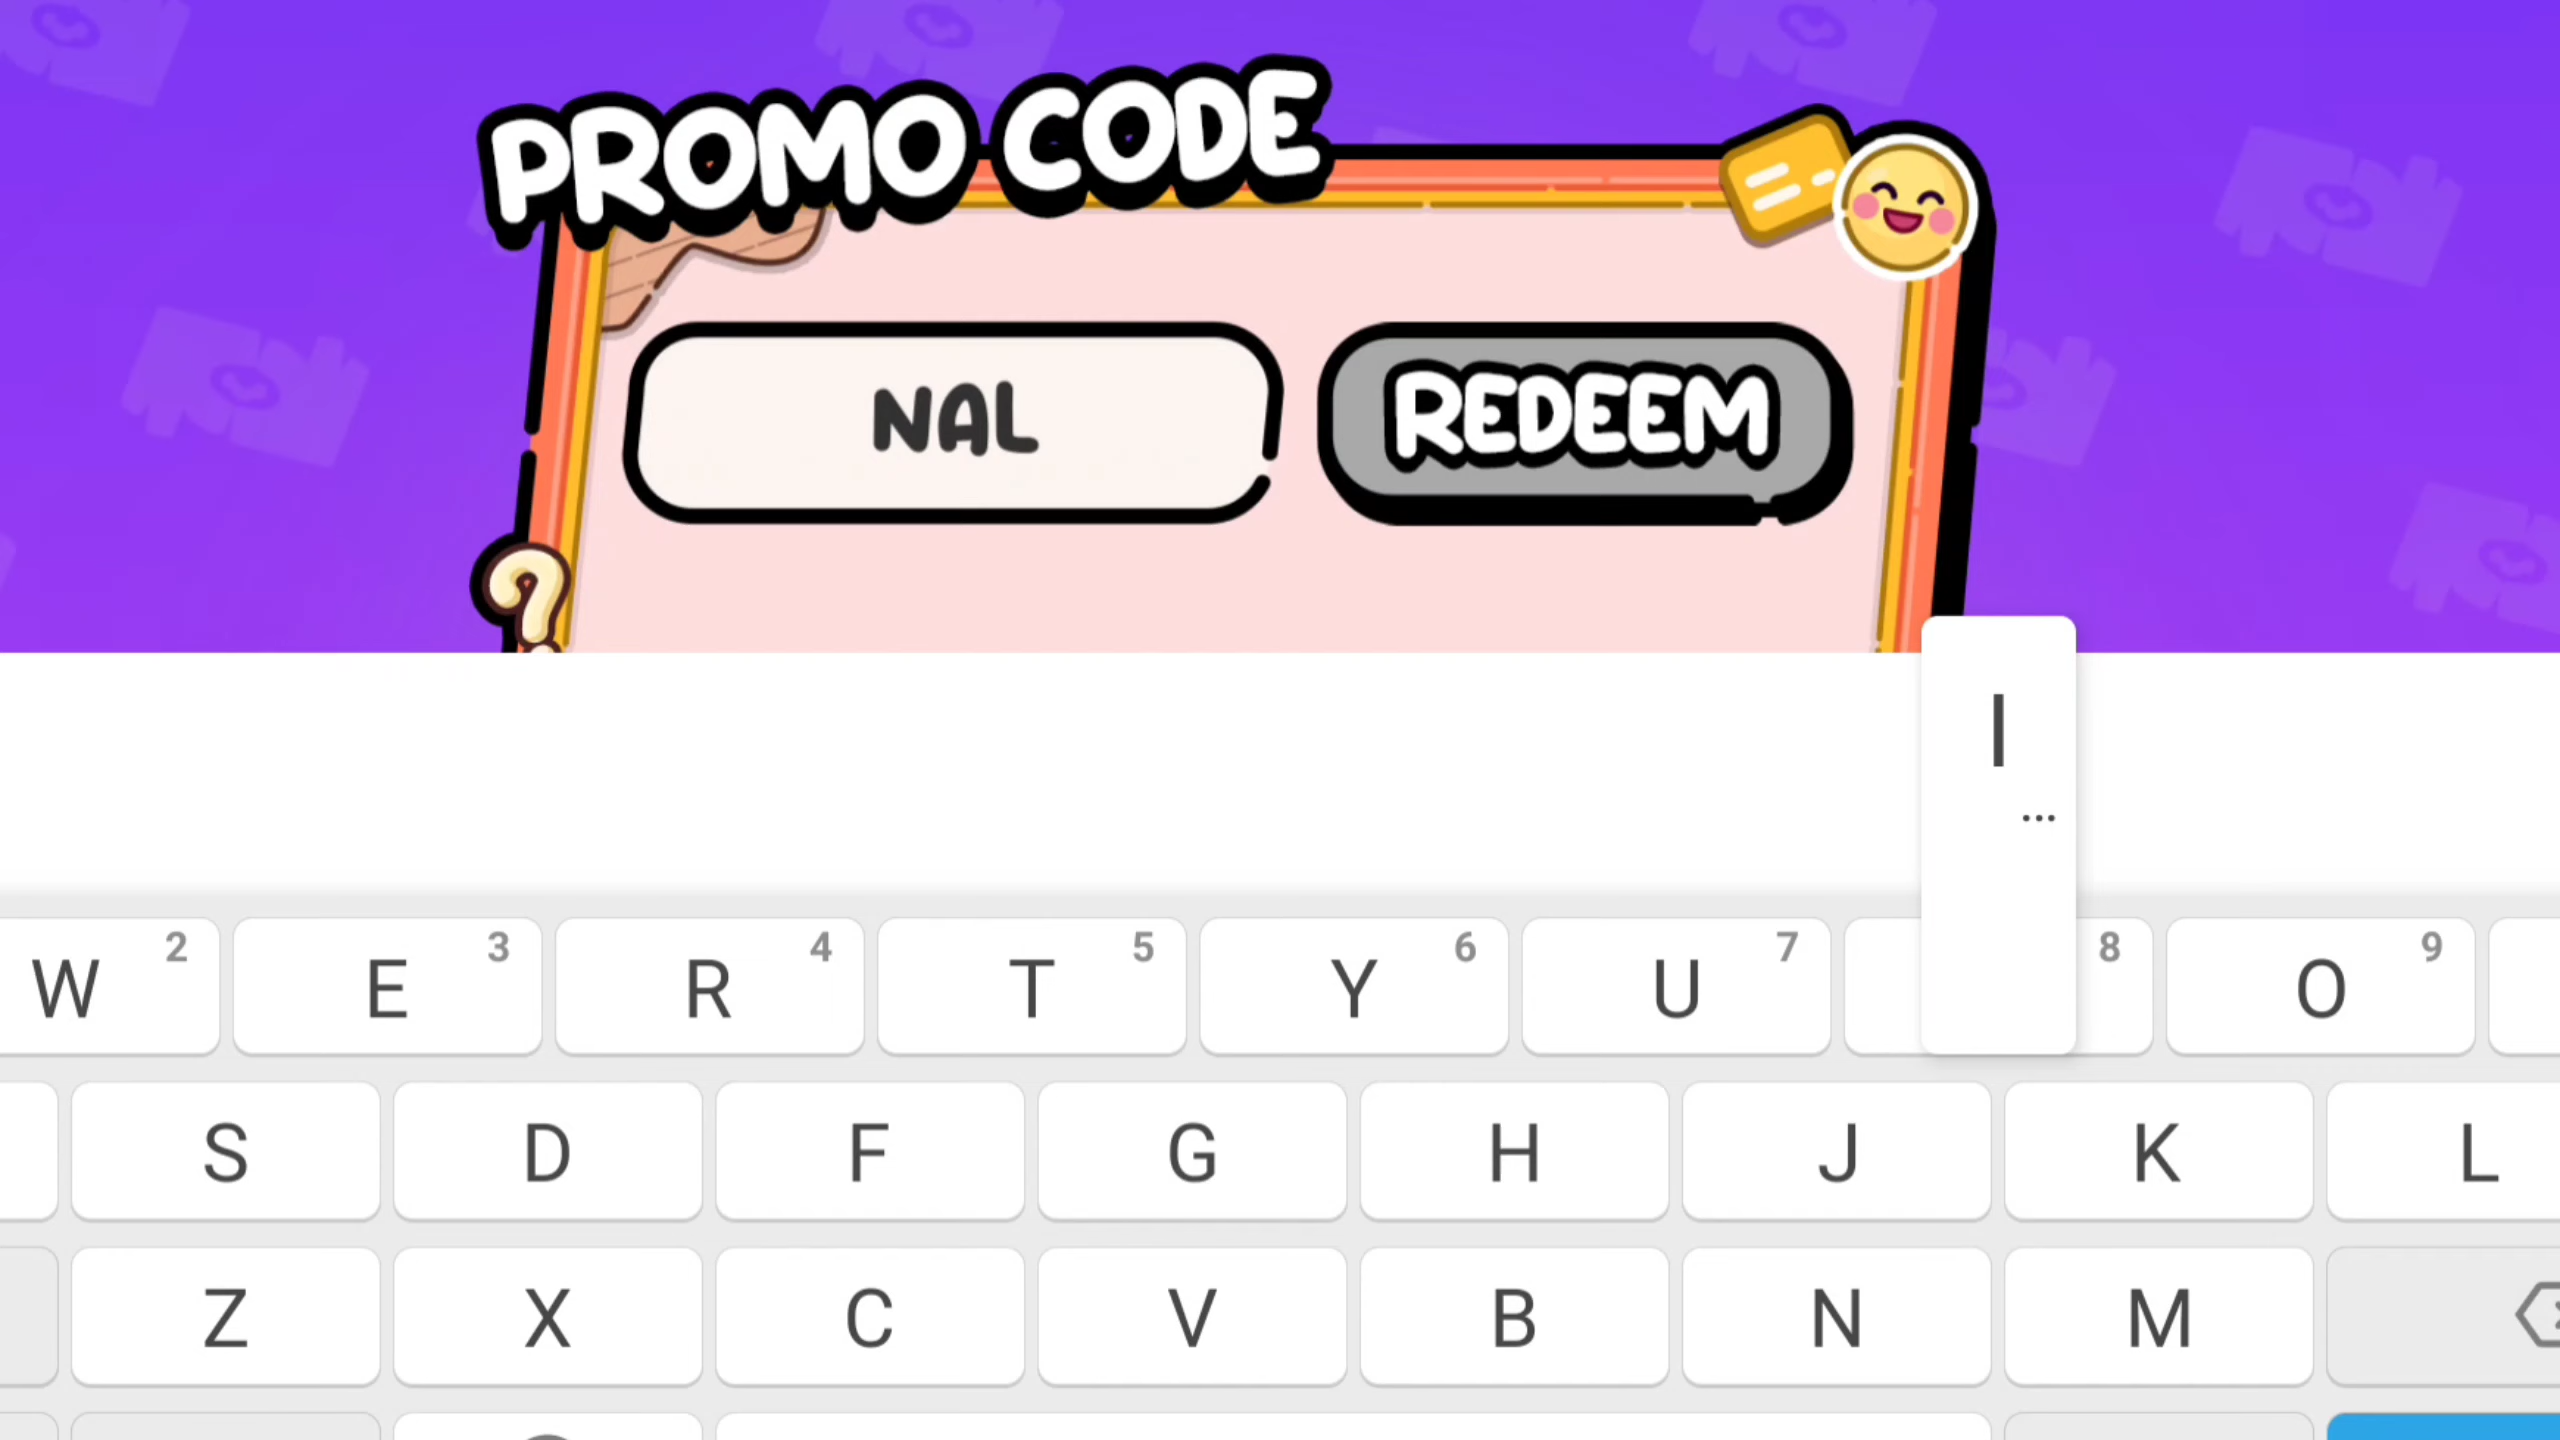 PROMO CODE
NAL
REDEEM
I
...
W 2 E 3 R 4 T 5 Y 6 U 7 8 O 9
S D F G H J K L
Z X C V B N M